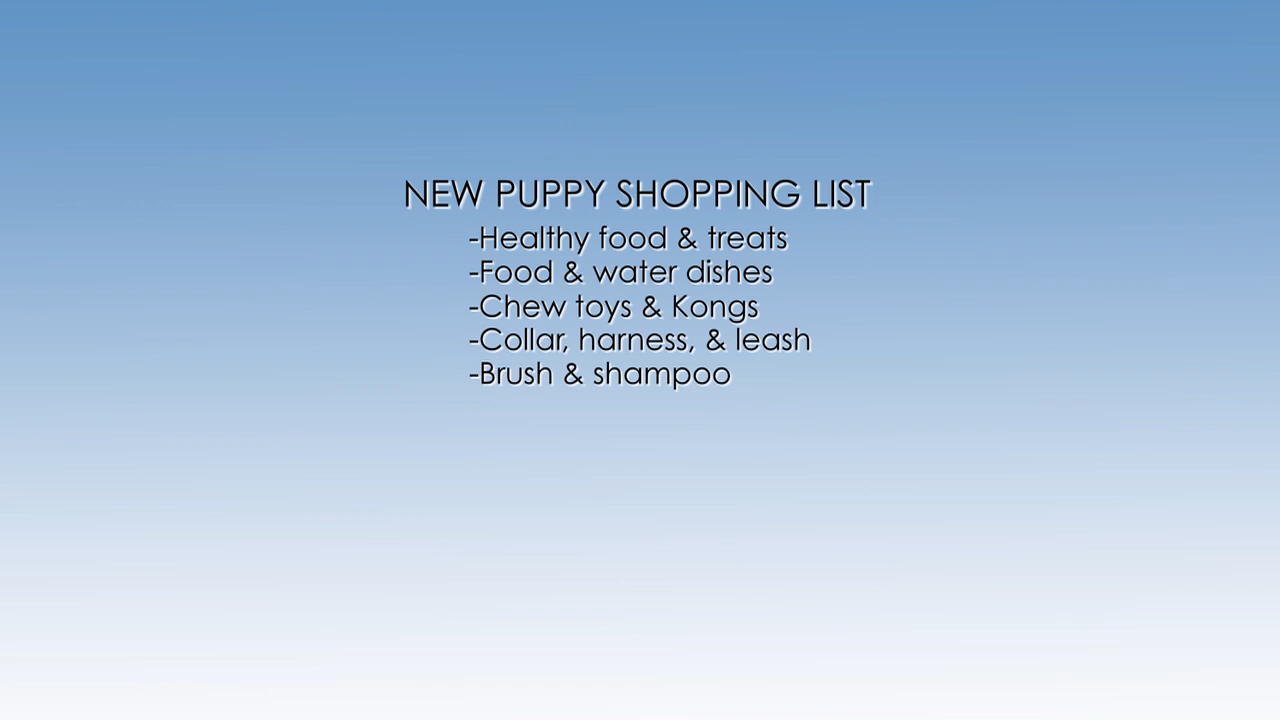 NEW PUPPY SHOPPING LIST
-Healthy food & treats
-Food & water dishes
-Chew toys & Kongs
-Collar, harness, & leash
-Brush & shampoo